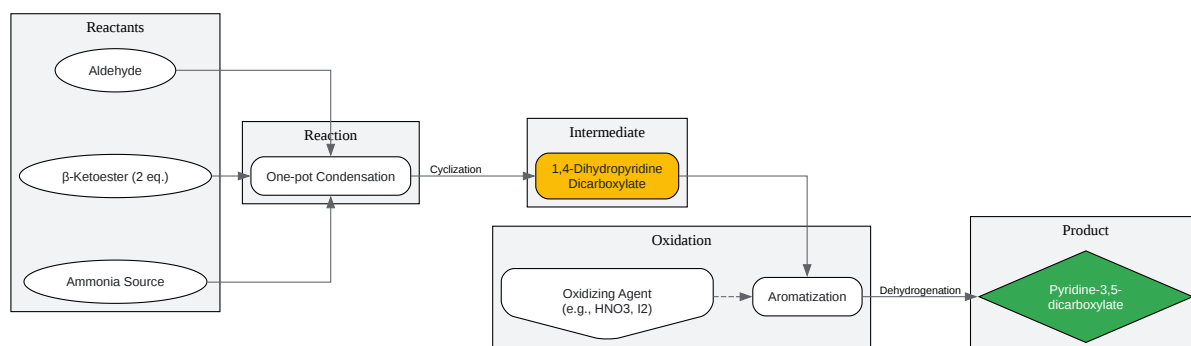 Reactants
Aldehyde
β-Ketoester (2 eq.)
Ammonia Source
Reaction
One-pot Condensation
Cyclization
Intermediate
1,4-Dihydropyridine
Dicarboxylate
Oxidation
Oxidizing Agent
(e.g., HNO3, I2)
Aromatization
Dehydrogenation
Product
Pyridine-3,5-
dicarboxylate